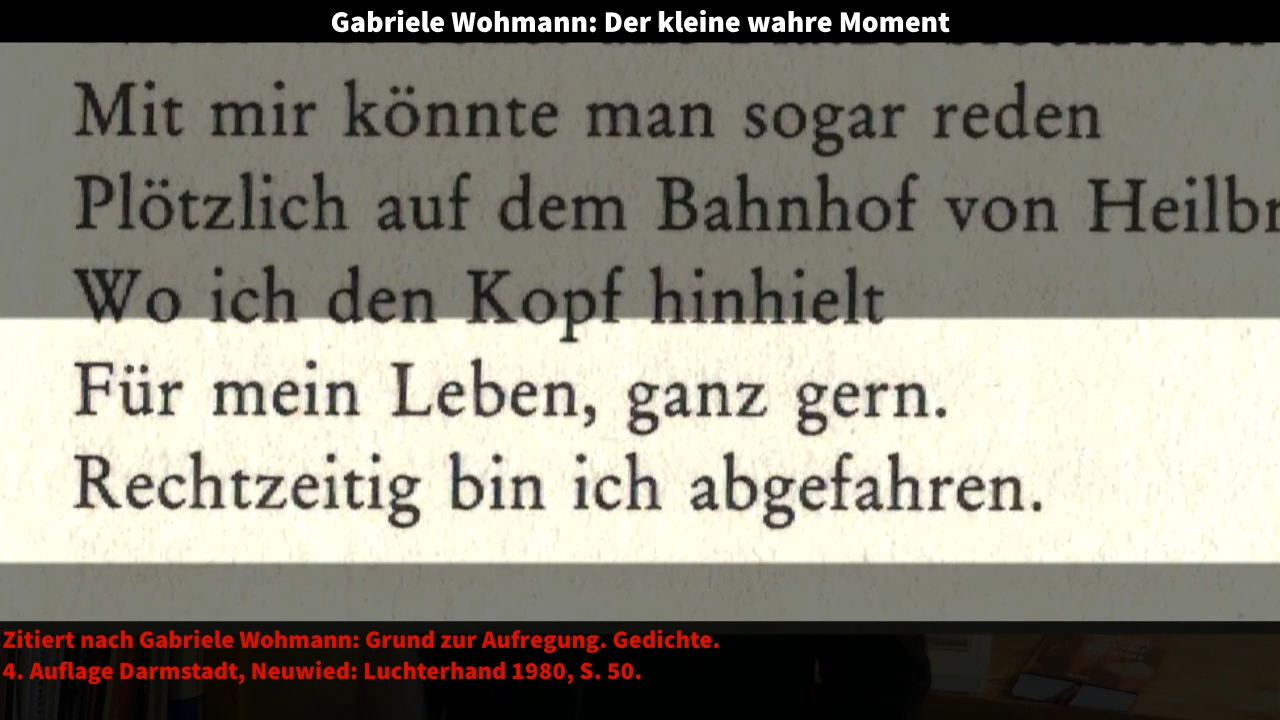 Gabriele Wohmann: Der kleine wahre Moment
Mit mir könnte man sogar reden
Plötzlich auf dem Bahnhof von Heilbr
Wo ich den Kopf hinhielt
Für mein Leben, ganz gern.
Rechtzeitig bin ich abgefahren.
Zitiert nach Gabriele Wohmann: Grund zur Aufregung. Gedichte.
4. Auflage Darmstadt, Neuwied: Luchterhand 1980, S. 50.